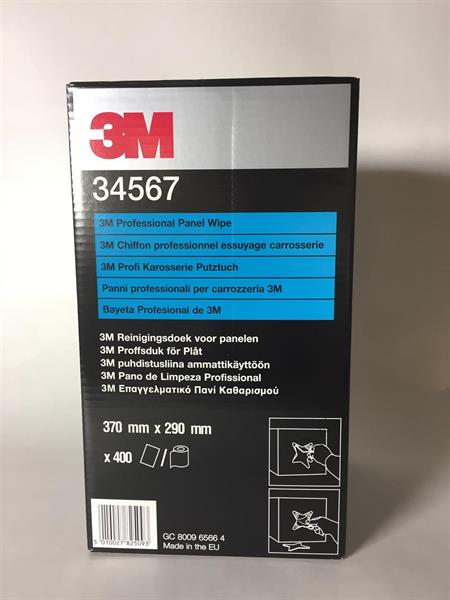 3M
34567
3M Professional Panel Wipe
3M Chiffon professionnel essuyage carrosserie
3M Profi Karosserie Putztuch
Panni professionali per carrozzeria 3M
Bayeta Profesional de 3M
3M Reinigingsdoek voor panelen
3M Proffsduk för Plåt
3M puhdistusliina ammattikäyttöön
3M Pano de Limpeza Profissional
3M Επαγγελματικό Πανί Καθαρισμού
370 mm x 290 mm
x 400
5 010027 825093
GC 8009 6566 4
Made in the EU